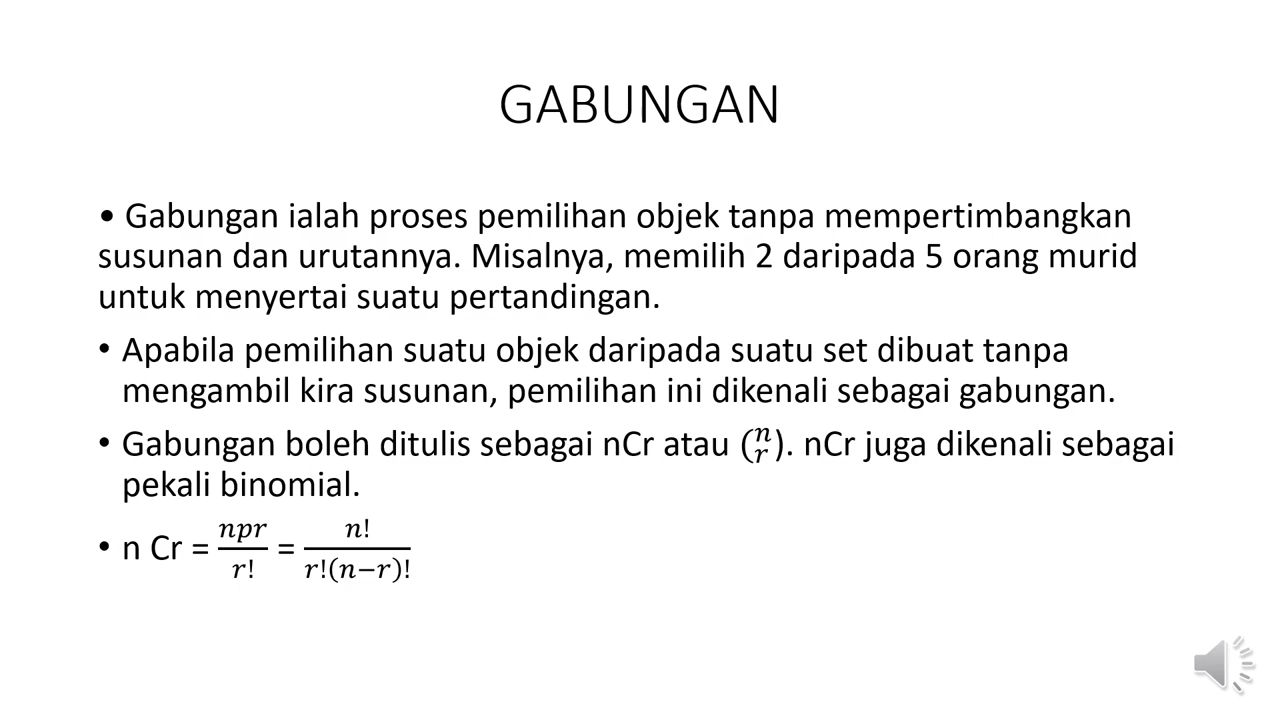 GABUNGAN
• Gabungan ialah proses pemilihan objek tanpa mempertimbangkan
susunan dan urutannya. Misalnya, memilih 2 daripada 5 orang murid
untuk menyertai suatu pertandingan.
• Apabila pemilihan suatu objek daripada suatu set dibuat tanpa
mengambil kira susunan, pemilihan ini dikenali sebagai gabungan.
• Gabungan boleh ditulis sebagai nCr atau (n r). nCr juga dikenali sebagai
pekali binomial.
• n Cr = npr/r! = n!/r!(n−r)!